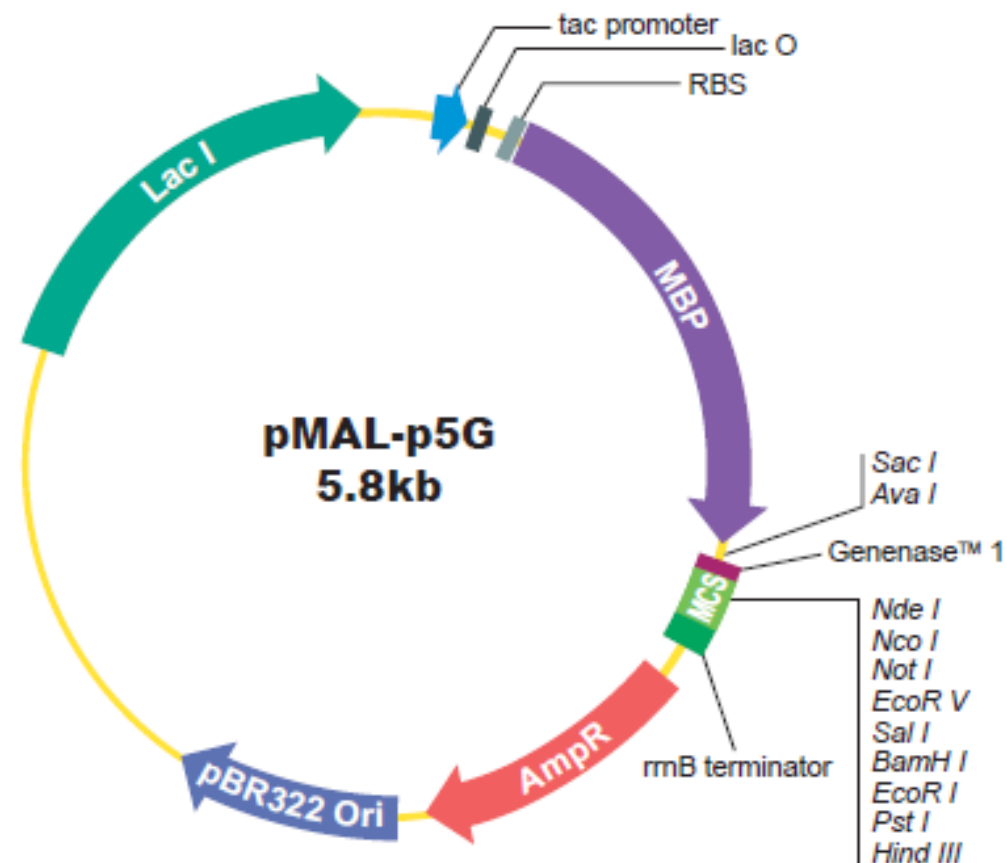 tac promoter
lac O
RBS
Lac I
MBP
pMAL-p5G
5.8kb
Sac I
Ava I
Genenase™ 1
MCS
Nde I
Nco I
Not I
EcoR V
Sal I
BamH I
EcoR I
Pst I
Hind III
rrnB terminator
AmpR
pBR322 Ori